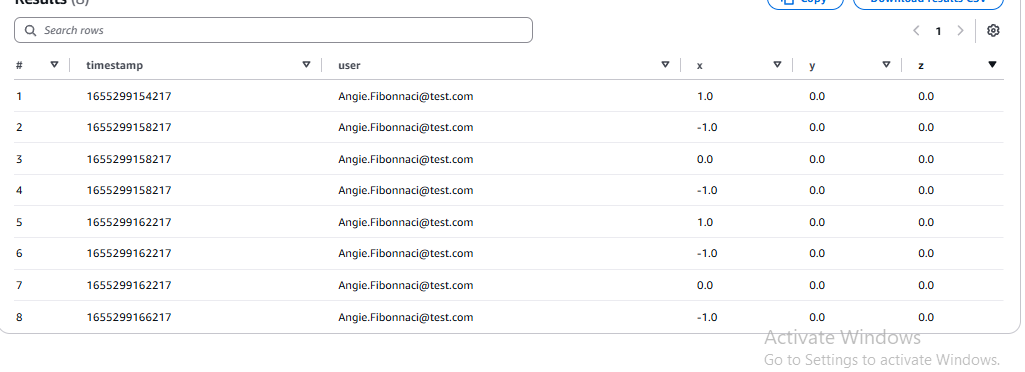 Results (8)
Copy
Download results CSV
Search rows
1
# timestamp user x y z
1 1655299154217 Angie.Fibonnaci@test.com 1.0 0.0 0.0
2 1655299158217 Angie.Fibonnaci@test.com -1.0 0.0 0.0
3 1655299158217 Angie.Fibonnaci@test.com 0.0 0.0 0.0
4 1655299158217 Angie.Fibonnaci@test.com -1.0 0.0 0.0
5 1655299162217 Angie.Fibonnaci@test.com 1.0 0.0 0.0
6 1655299162217 Angie.Fibonnaci@test.com -1.0 0.0 0.0
7 1655299162217 Angie.Fibonnaci@test.com 0.0 0.0 0.0
8 1655299166217 Angie.Fibonnaci@test.com -1.0 0.0 0.0
Activate Windows
Go to Settings to activate Windows.